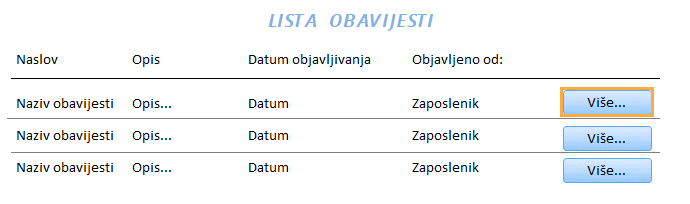 LISTA OBAVIJESTI
Naslov Opis Datum objavljivanja Objavljeno od:
Naziv obavijesti Opis... Datum Zaposlenik Više...
Naziv obavijesti Opis... Datum Zaposlenik Više...
Naziv obavijesti Opis... Datum Zaposlenik Više...